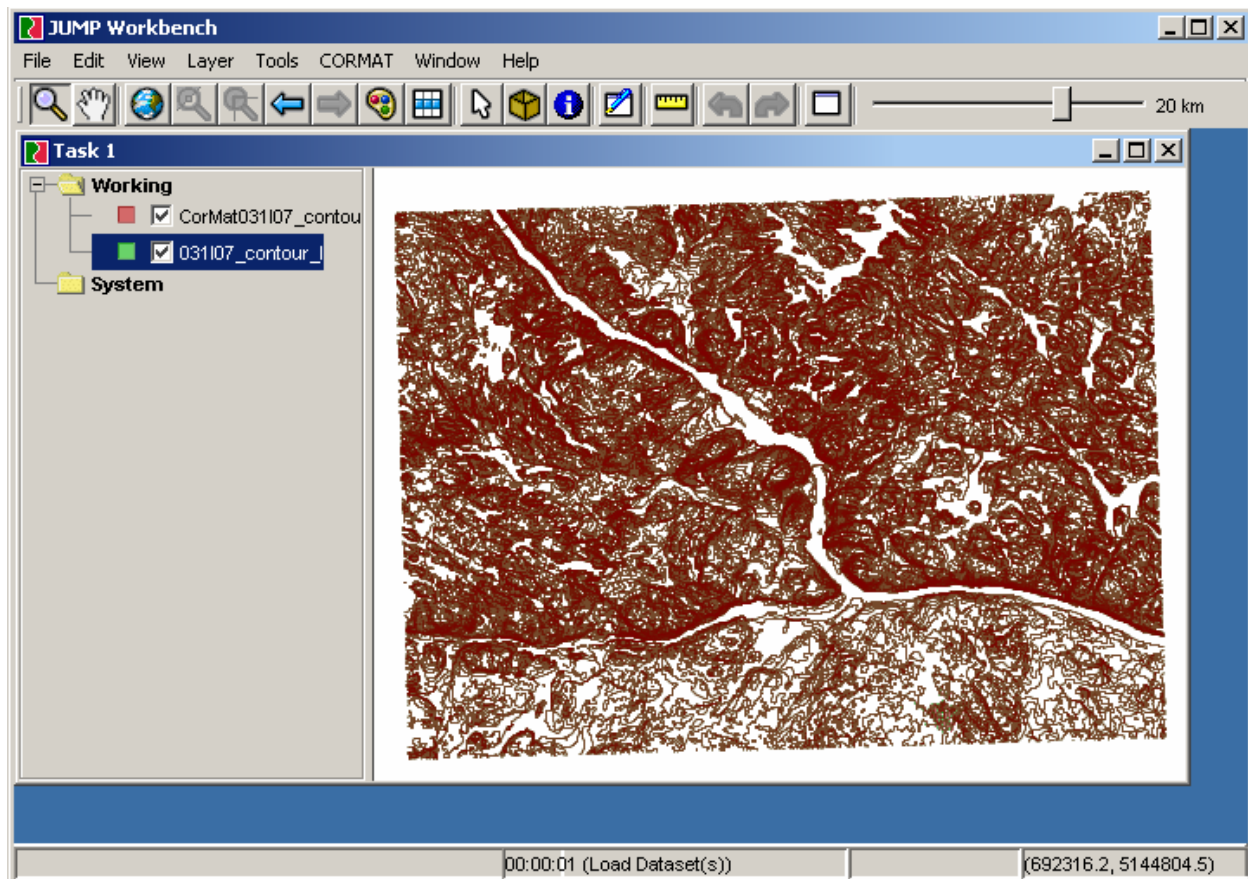 JUMP Workbench
File Edit View Layer Tools CORMAT Window Help
20 km
Task 1
Working
CorMat031I07_contou
031I07_contour_l
System
00:00:01 (Load Dataset(s))
(692316.2, 5144804.5)